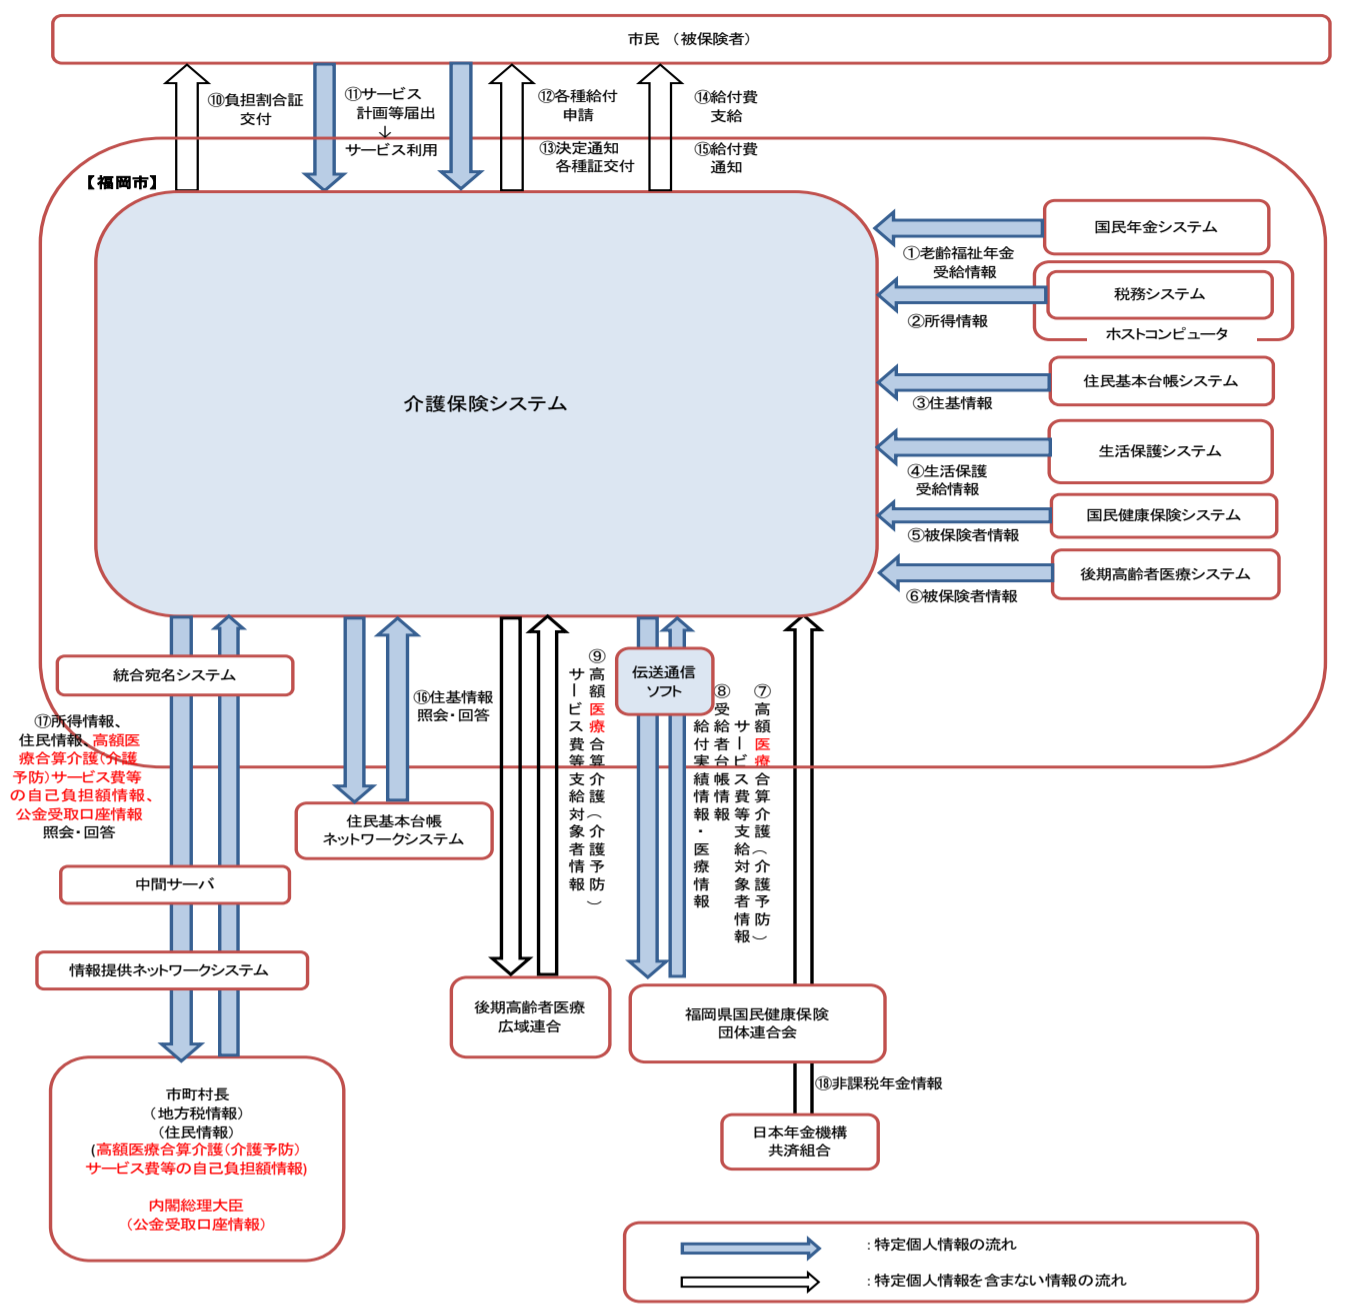 市民 （被保険者）
⑩負担割合証
交付
⑪サービス
計画等届出
↓
サービス利用
⑫各種給付
申請
⑬決定通知
各種証交付
⑭給付費
支給
⑮給付費
通知
【福岡市】
介護保険システム
国民年金システム
①老齢福祉年金
受給情報
税務システム
ホストコンピュータ
②所得情報
住民基本台帳システム
③住基情報
生活保護システム
④生活保護
受給情報
国民健康保険システム
⑤被保険者情報
後期高齢者医療システム
⑥被保険者情報
統合宛名システム
⑰所得情報、
住民情報、高額医
療合算介護（介護
予防）サービス費等
の自己負担額情報、
公金受取口座情報
照会・回答
⑯住基情報
照会・回答
住民基本台帳
ネットワークシステム
⑨高額医療合算介護（介護予防）
サービス費等支給対象者情報
伝送通信
ソフト
⑦高額医療合算介護（介護予防）
サービス費等支給対象者情報
⑧受給者台帳情報
給付実績情報・医療情報
中間サーバ
情報提供ネットワークシステム
後期高齢者医療
広域連合
福岡県国民健康保険
団体連合会
⑱非課税年金情報
日本年金機構
共済組合
市町村長
（地方税情報）
（住民情報）
(高額医療合算介護（介護予防）
サービス費等の自己負担額情報)
内閣総理大臣
（公金受取口座情報）
：特定個人情報の流れ
：特定個人情報を含まない情報の流れ